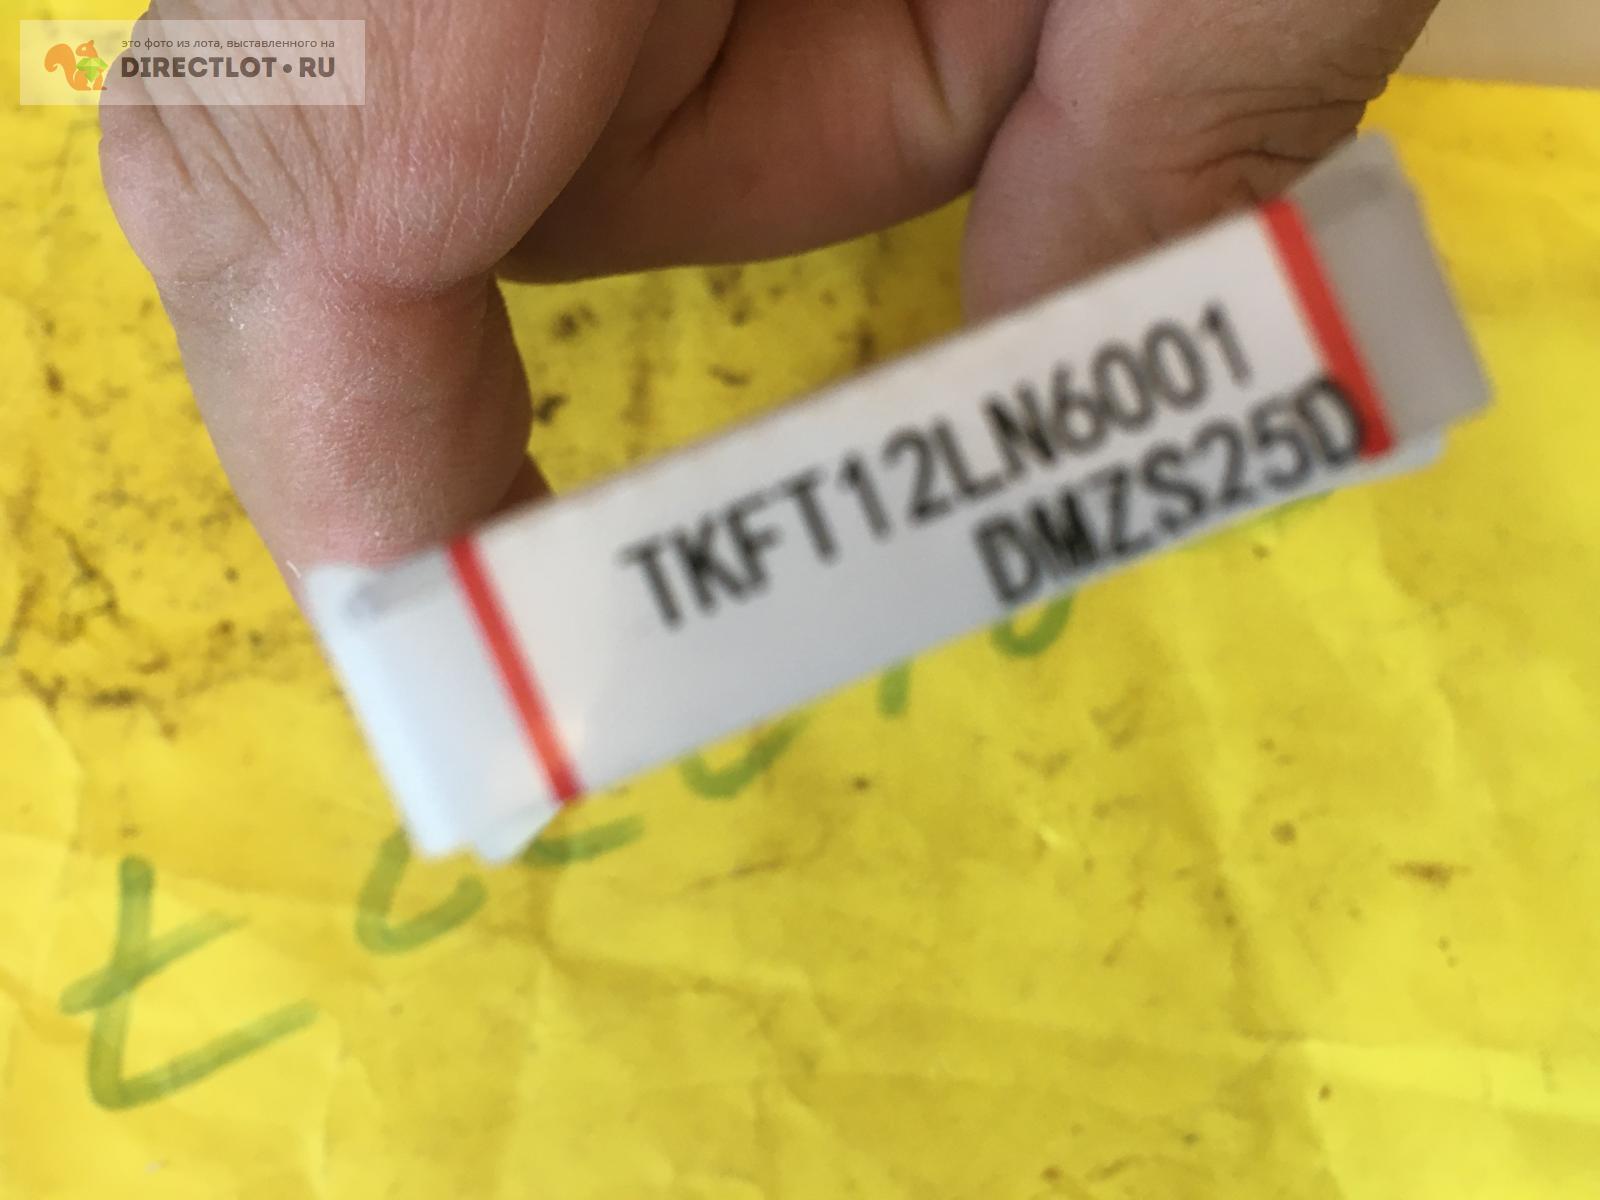 это фото из лота, выставленного на
DIRECTLOT.RU
TKFT12LN6001
DMZS25D